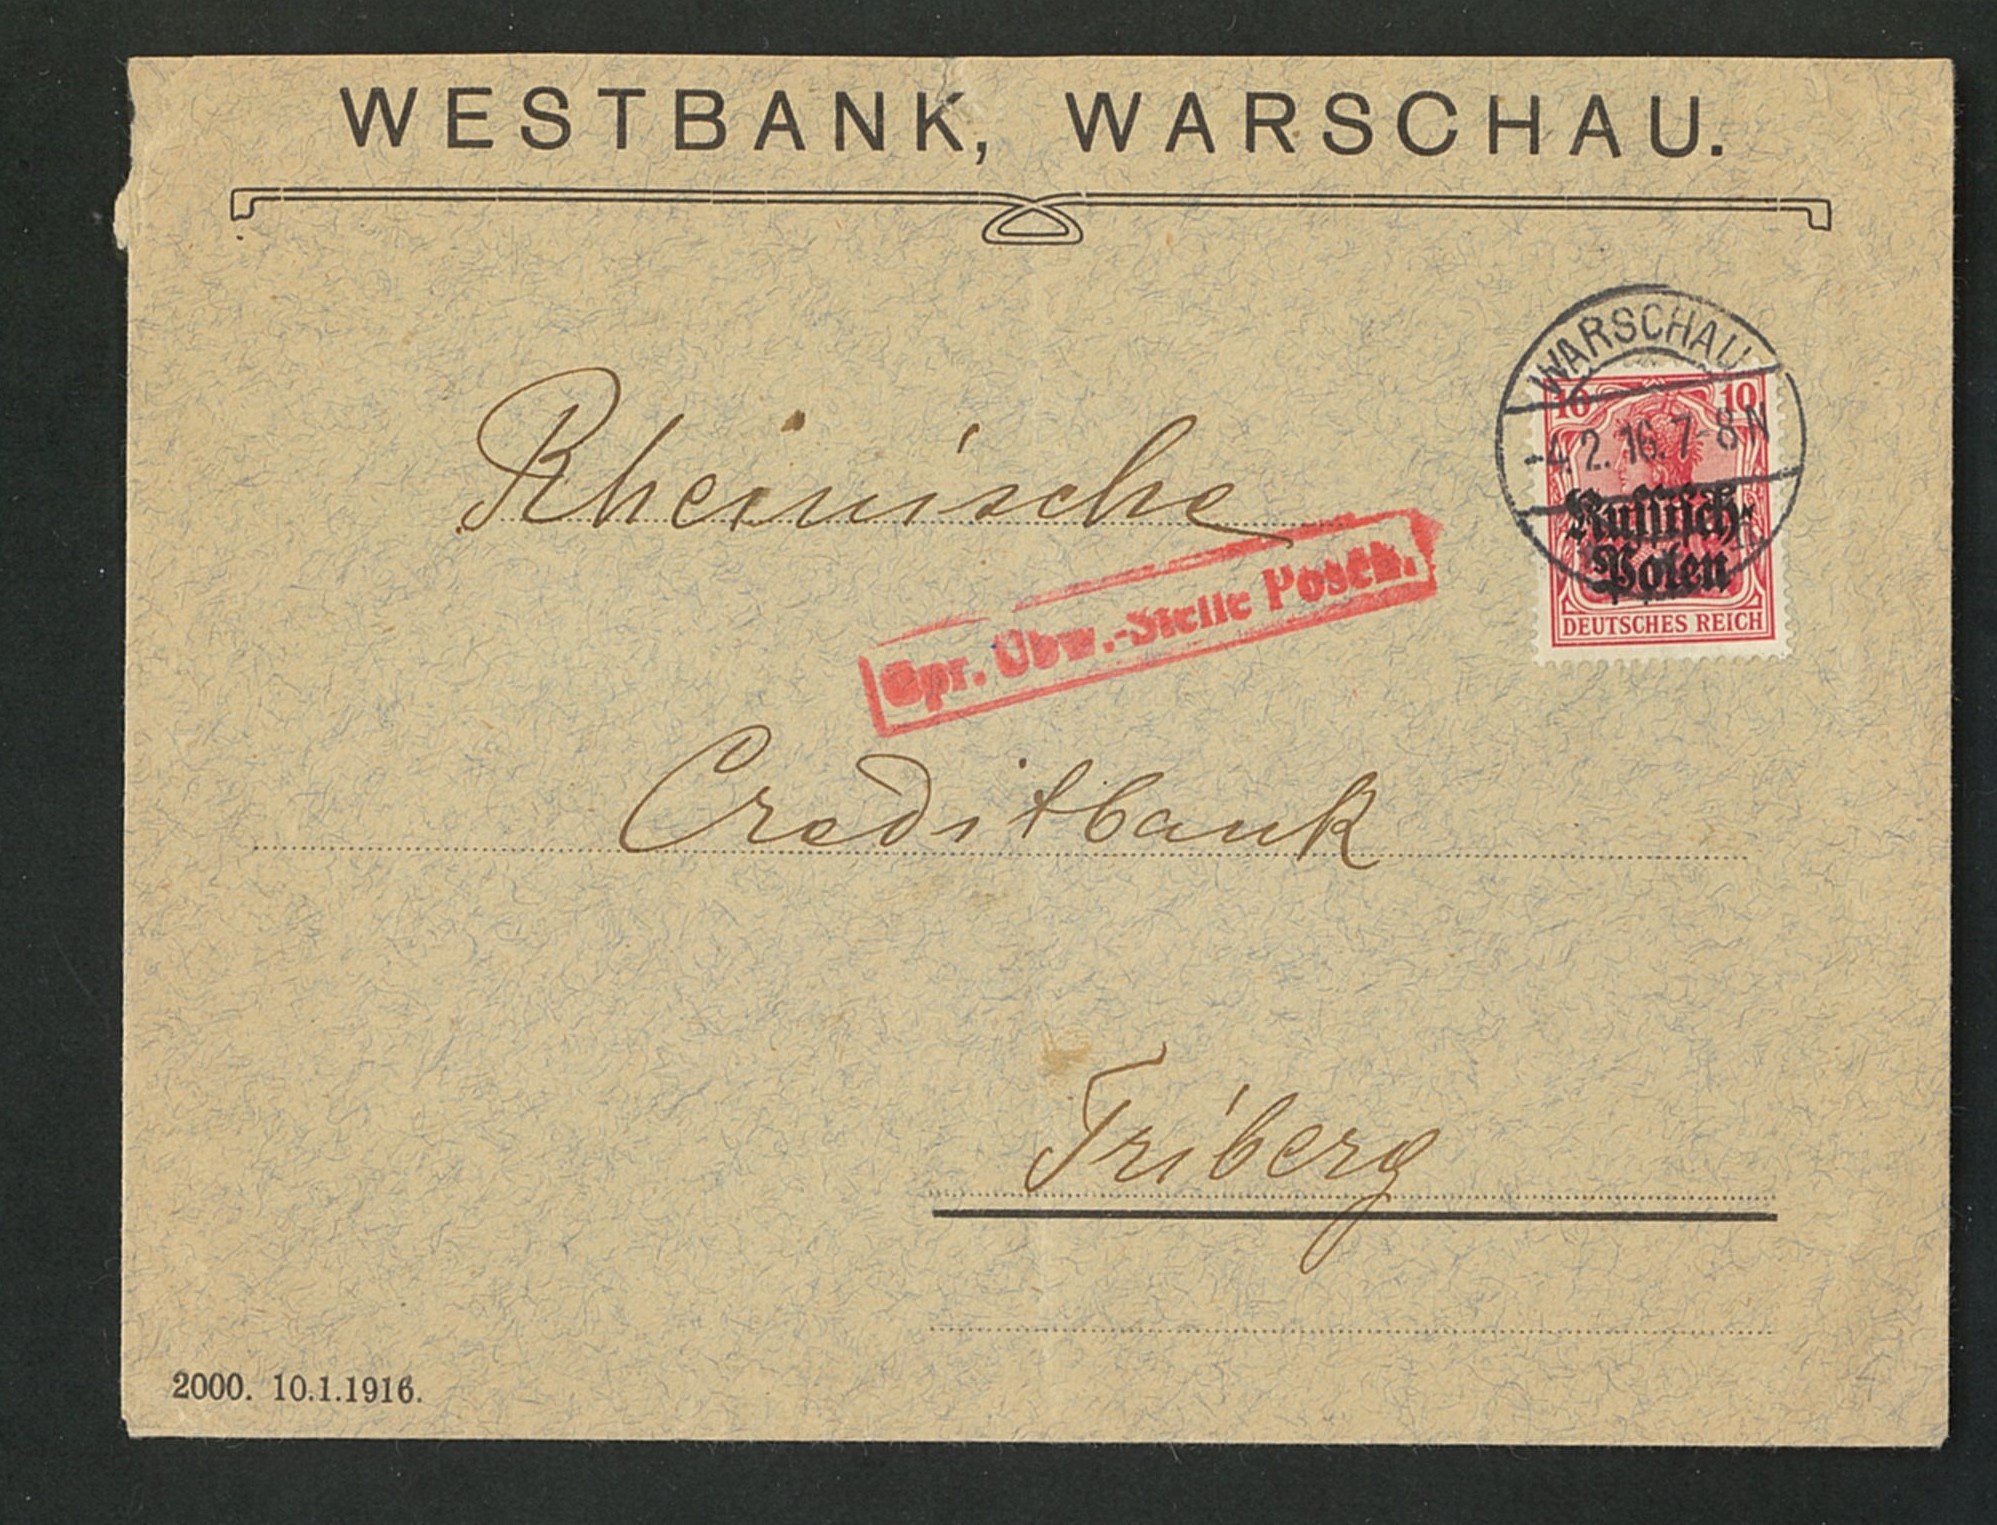 WESTBANK, WARSCHAU.
WARSCHAU
10 10
-4.2.16.7-8N
Russisch-
Polen
DEUTSCHES REICH
Rheinische
Gpr. Übw.-Stelle Posen.
Creditbank
Triberg
2000. 10.1.1916.